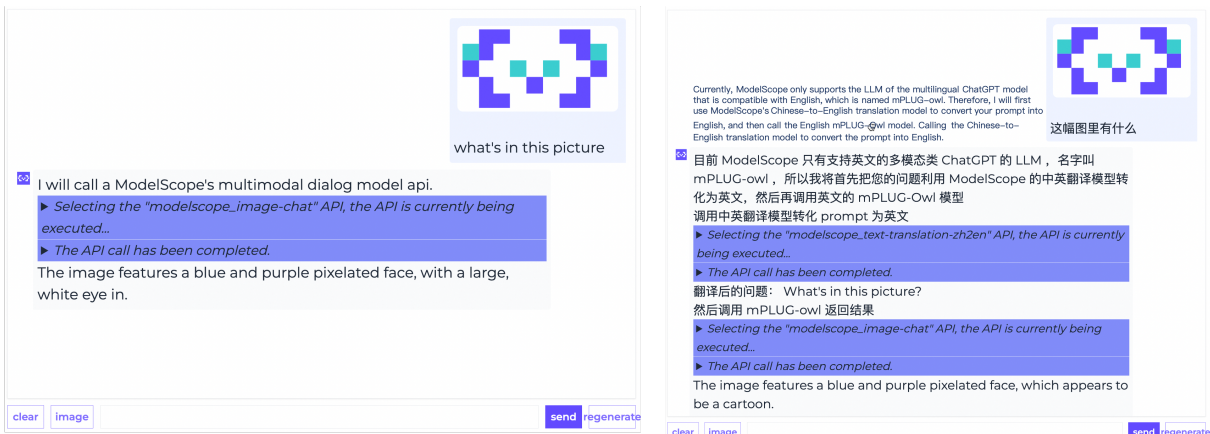 what's in this picture
I will call a ModelScope's multimodal dialog model api.
▶ Selecting the "modelscope_image-chat" API, the API is currently being
executed...
▶ The API call has been completed.
The image features a blue and purple pixelated face, with a large,
white eye in.
clear
image
send
regenerate
这幅图里有什么
Currently, ModelScope only supports the LLM of the multilingual ChatGPT model
that is compatible with English, which is named mPLUG-owl. Therefore, I will first
use ModelScope's Chinese-to-English translation model to convert your prompt into
English, and then call the English mPLUG-Owl model. Calling the Chinese-to-
English translation model to convert the prompt into English.
目前 ModelScope 只有支持英文的多模态类 ChatGPT 的 LLM ，名字叫
mPLUG-owl ，所以我将首先把您的问题利用 ModelScope 的中英翻译模型转
化为英文，然后再调用英文的 mPLUG-Owl 模型
调用中英翻译模型转化 prompt 为英文
▶ Selecting the "modelscope_text-translation-zh2en" API, the API is currently
being executed...
▶ The API call has been completed.
翻译后的问题： What's in this picture?
然后调用 mPLUG-owl 返回结果
▶ Selecting the "modelscope_image-chat" API, the API is currently being
executed...
▶ The API call has been completed.
The image features a blue and purple pixelated face, which appears to
be a cartoon.
clear
image
send
regenerate